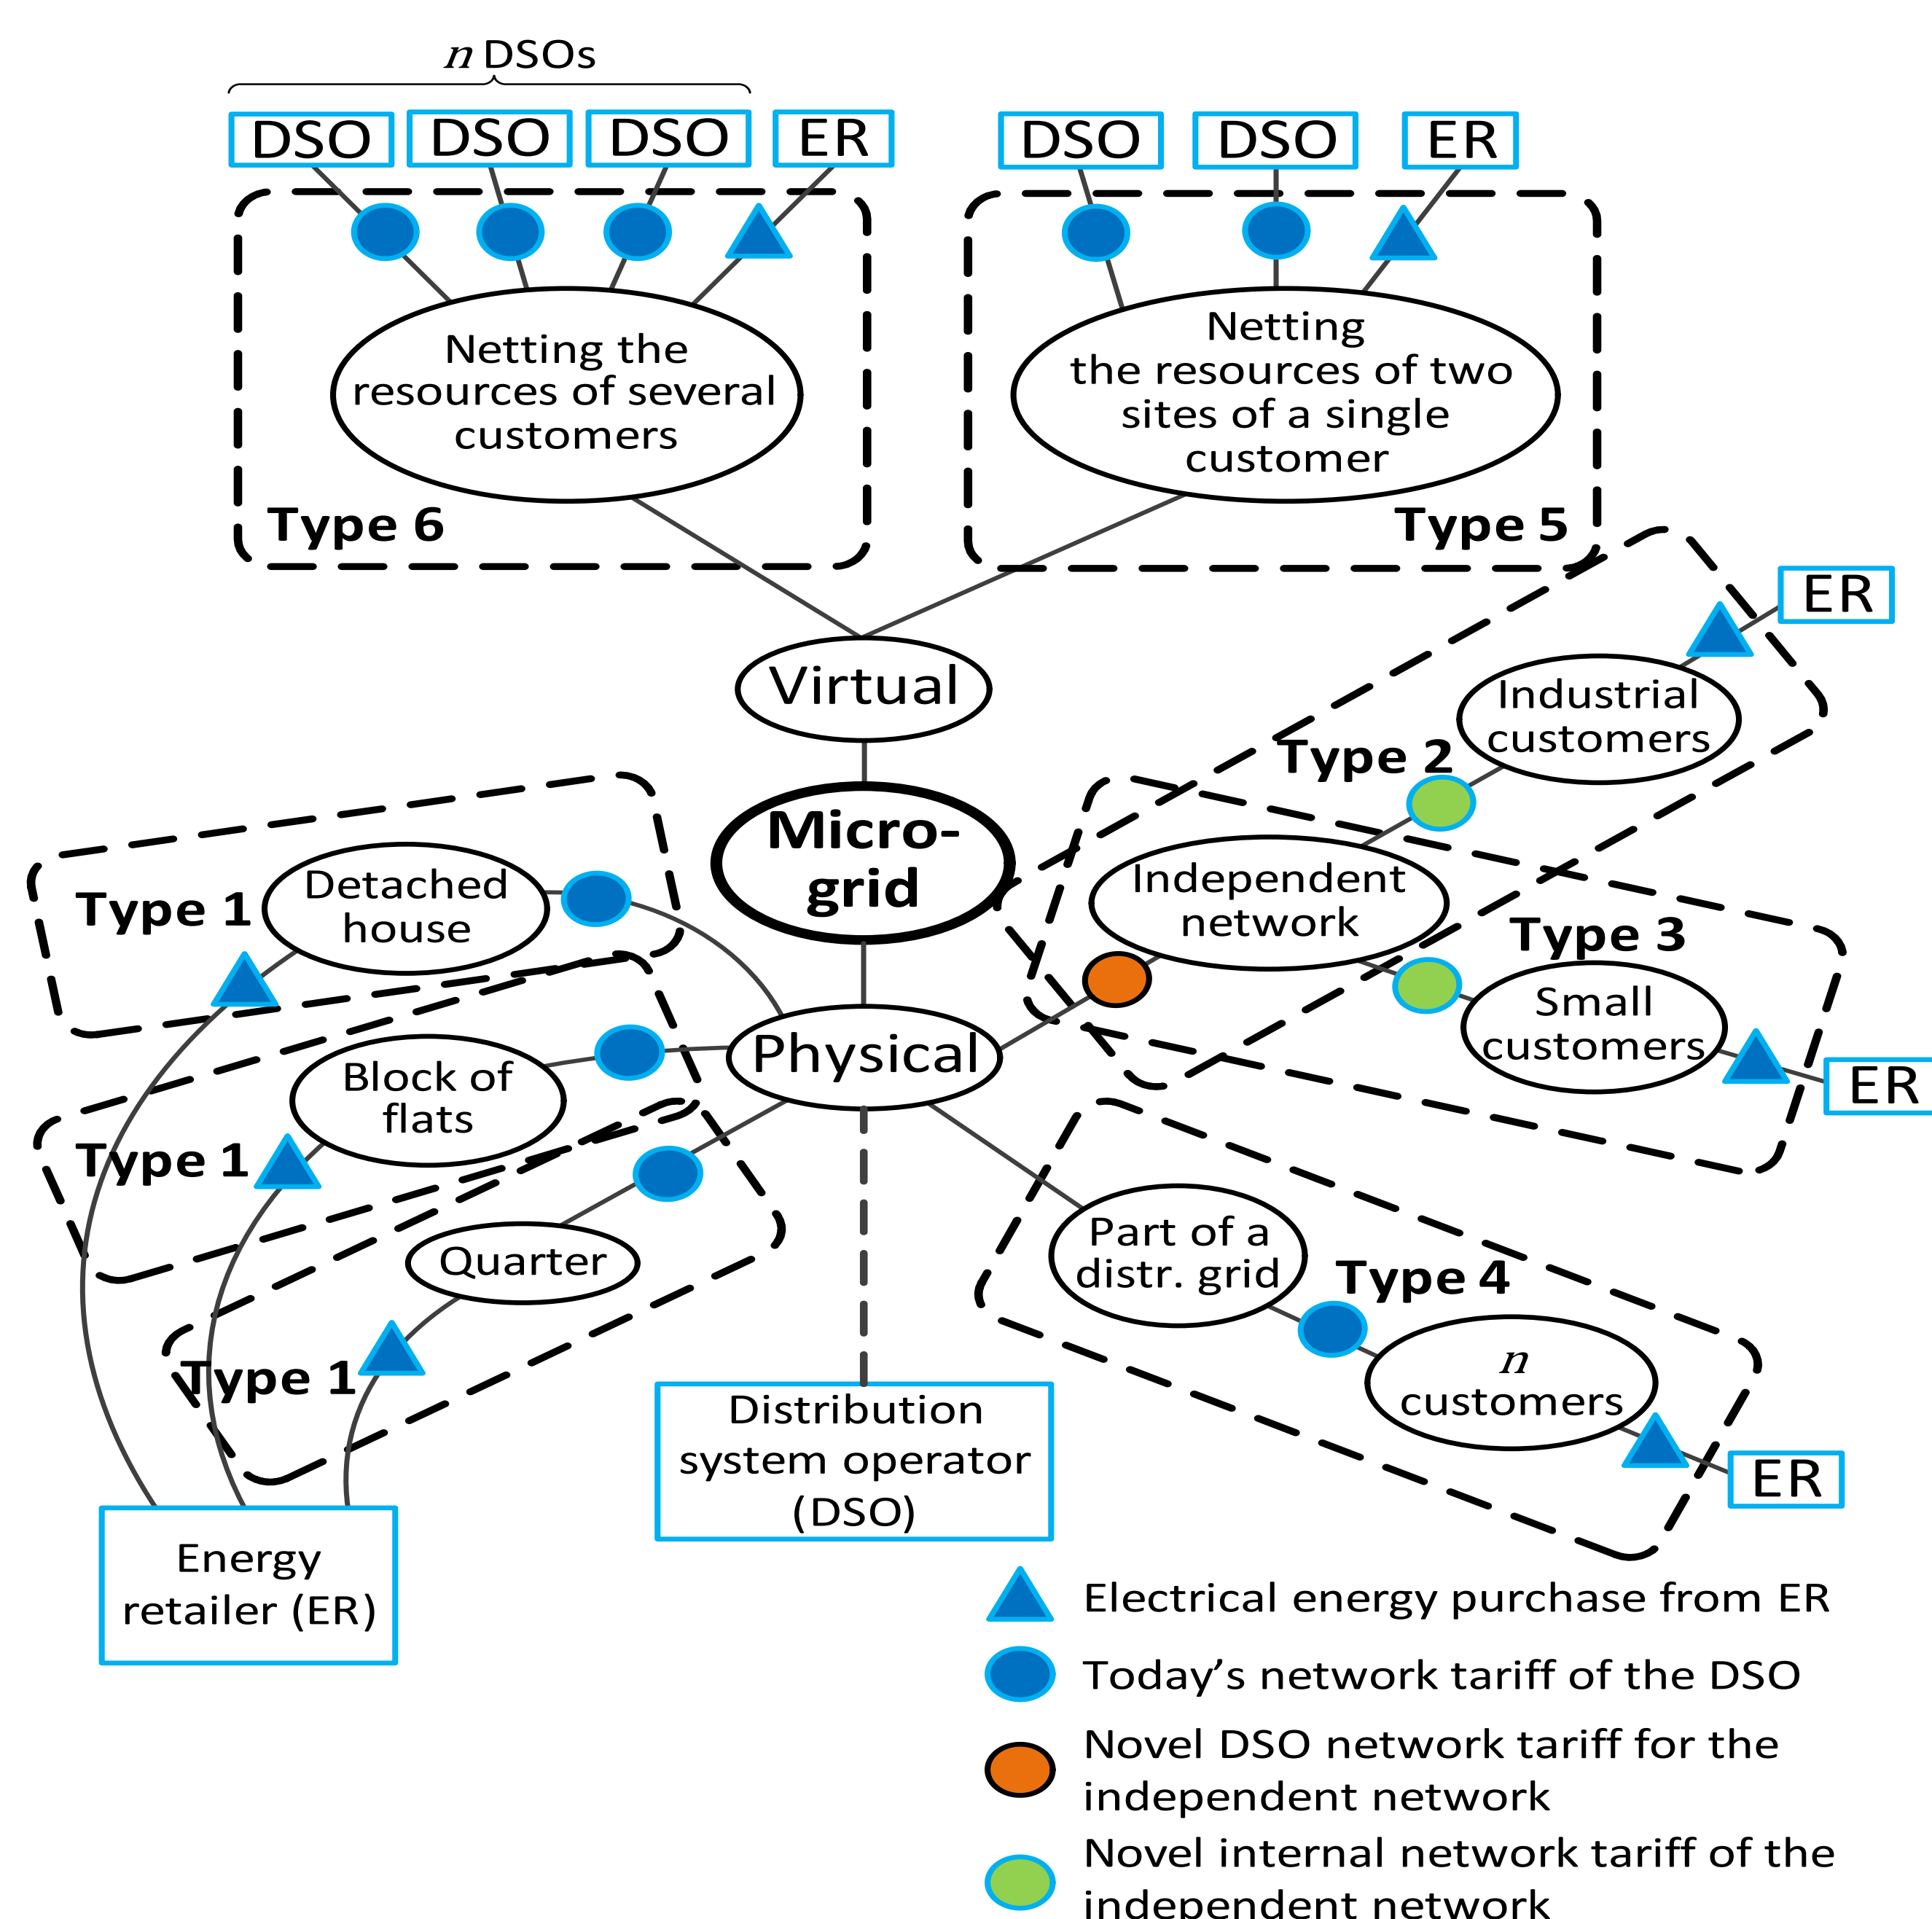 n DSOs
DSO
DSO
DSO
ER
DSO
DSO
ER
Netting the
resources of several
customers
Type 6
Netting
the resources of two
sites of a single
customer
Type 5
ER
Virtual
Industrial
customers
Type 2
Micro-
grid
Detached
house
Type 1
Independent
network
Type 3
Small
customers
ER
Physical
Block of
flats
Type 1
Part of a
distr. grid
Type 4
Quarter
Type 1
n
customers
ER
Distribution
system operator
(DSO)
Energy
retailer (ER)
Electrical energy purchase from ER
Today’s network tariff of the DSO
Novel DSO network tariff for the
independent network
Novel internal network tariff of the
independent network